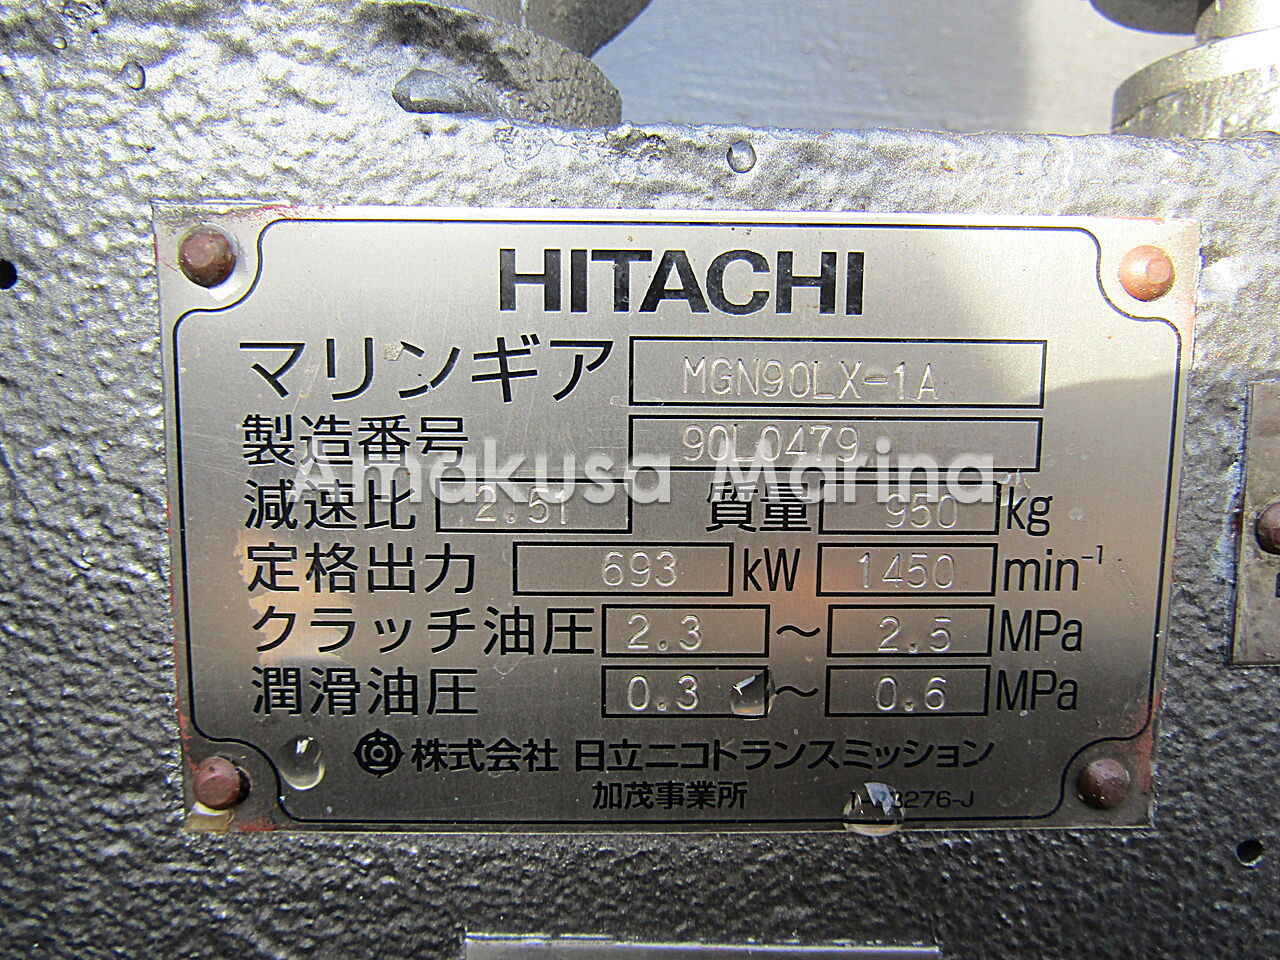 HITACHI
マリンギア MGN90LX-1A
製造番号 90L0479
Amakusa Marina
減速比 2.51 質量 950 kg
定格出力 693 kW 1450 min⁻¹
クラッチ油圧 2.3 ～ 2.5 MPa
潤滑油圧 0.3 ～ 0.6 MPa
株式会社 日立ニコトランスミッション
加茂事業所